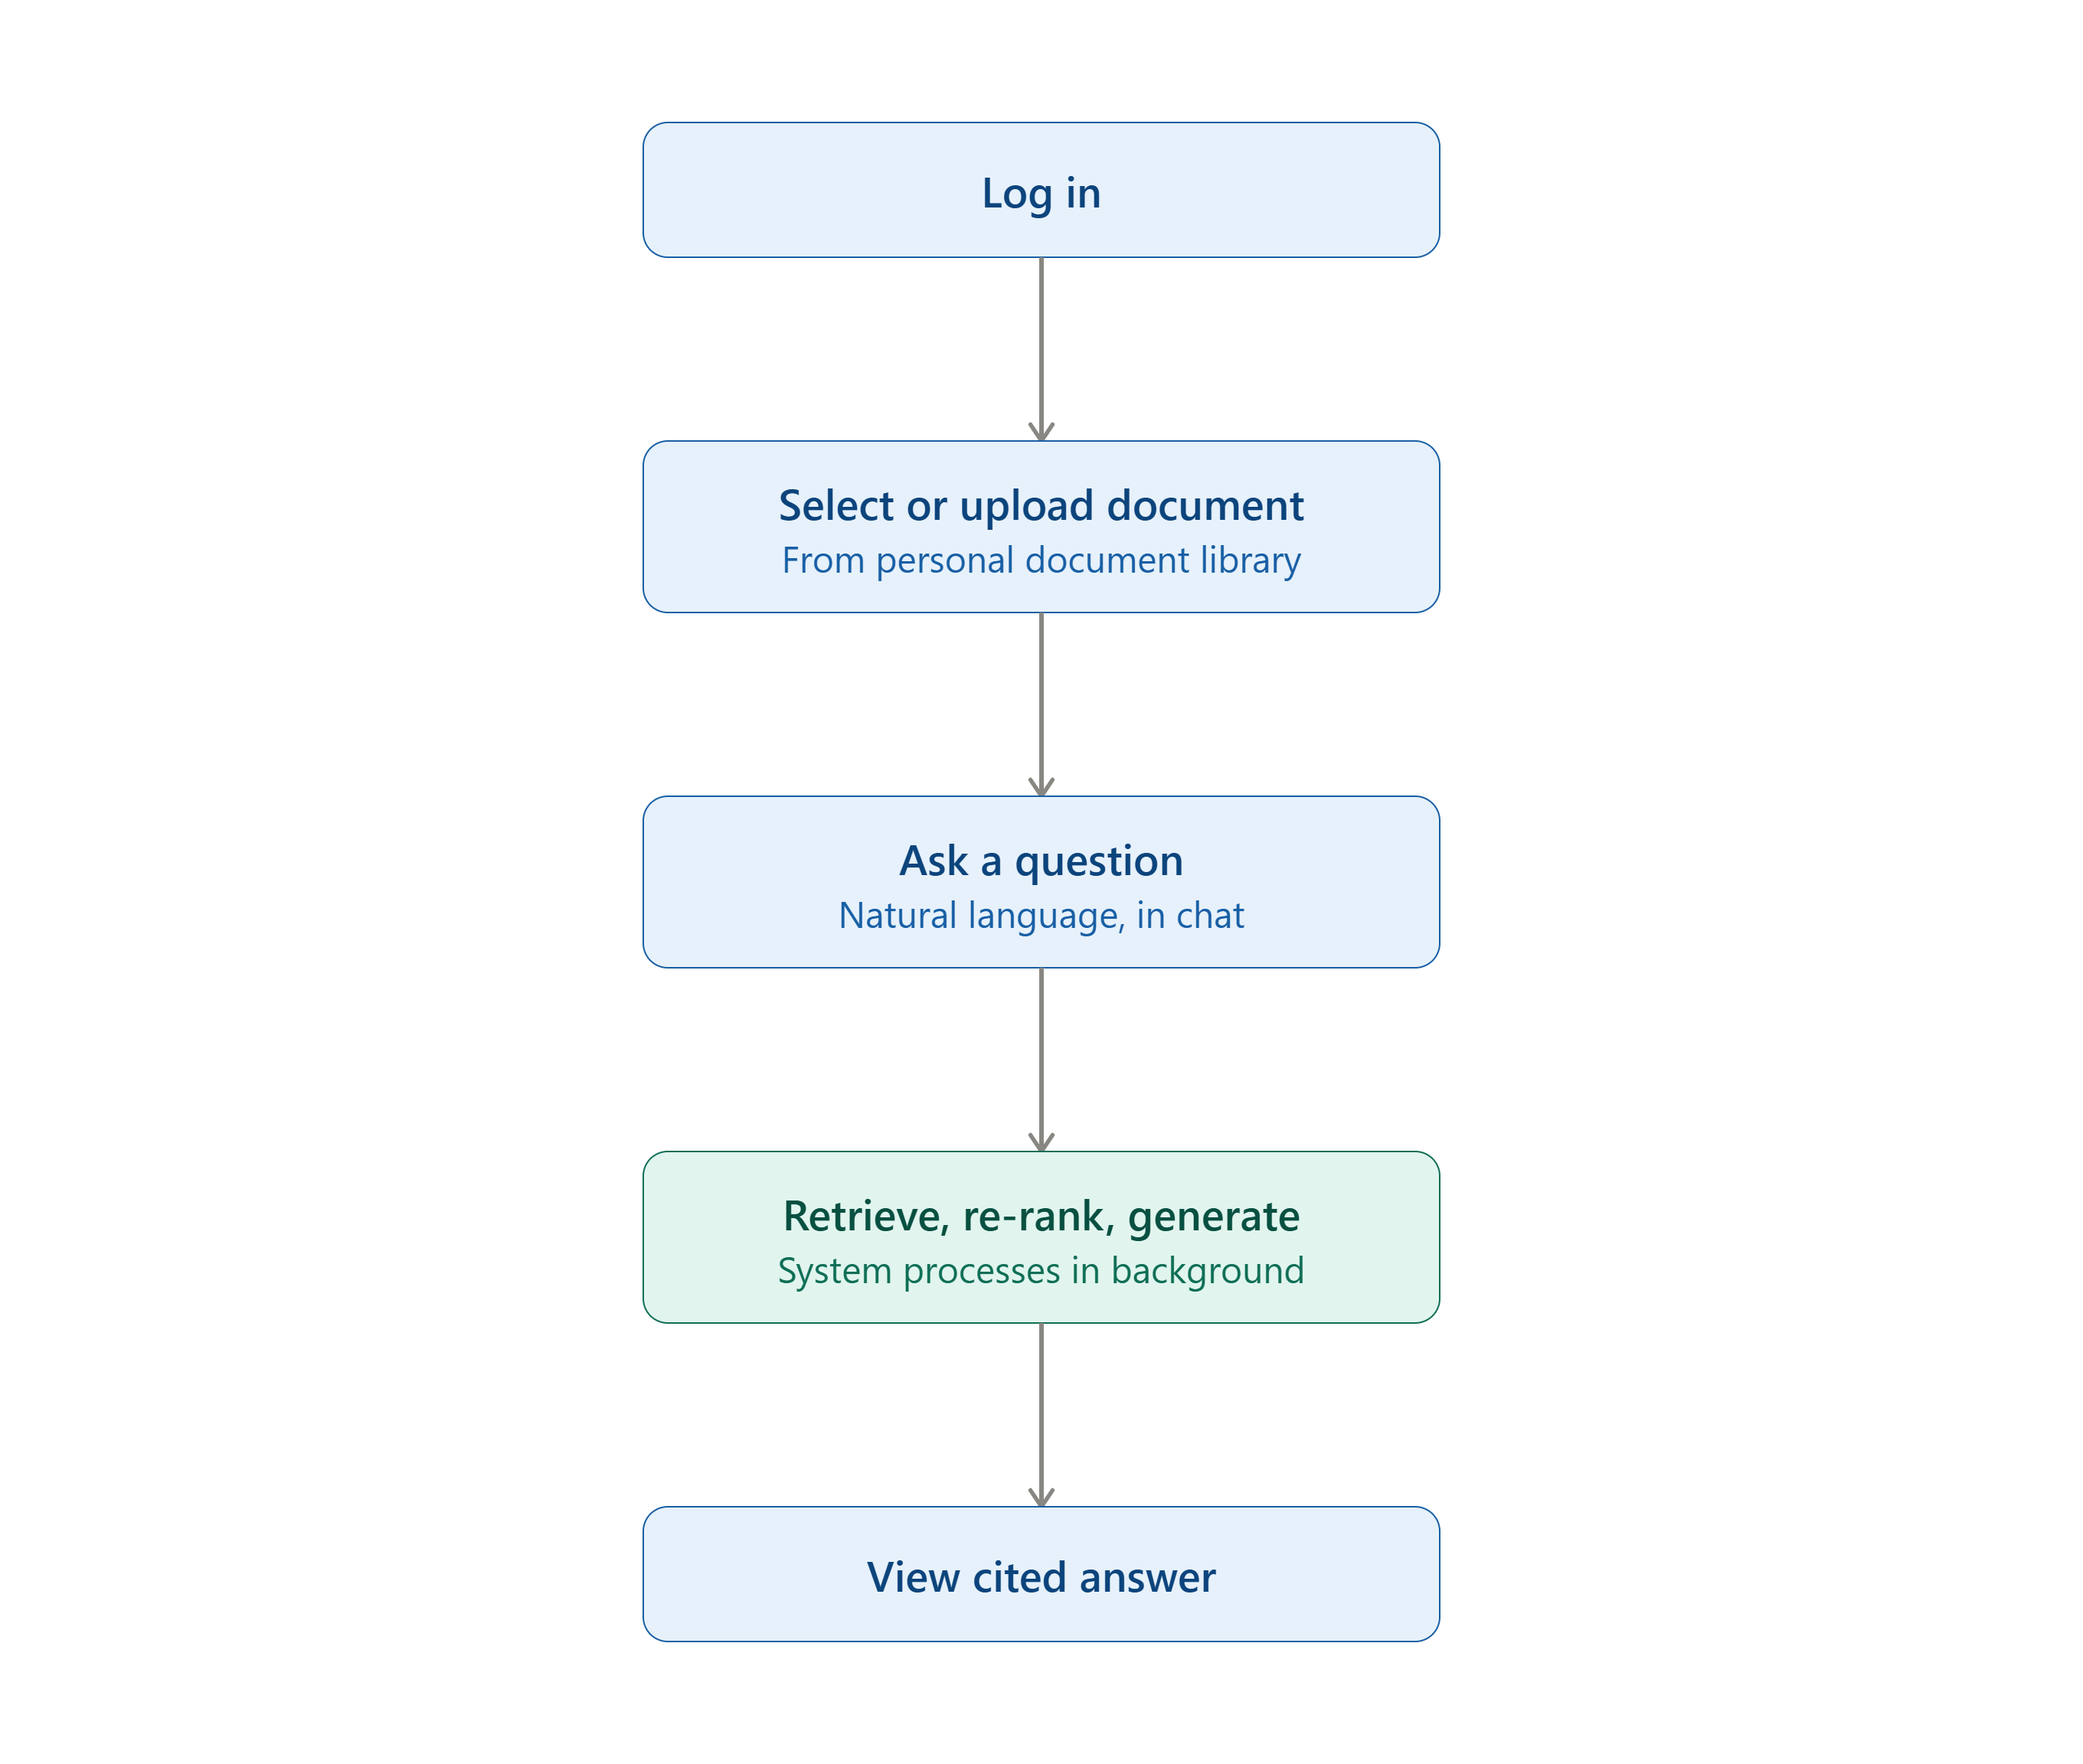 Log in
Select or upload document
From personal document library
Ask a question
Natural language, in chat
Retrieve, re-rank, generate
System processes in background
View cited answer